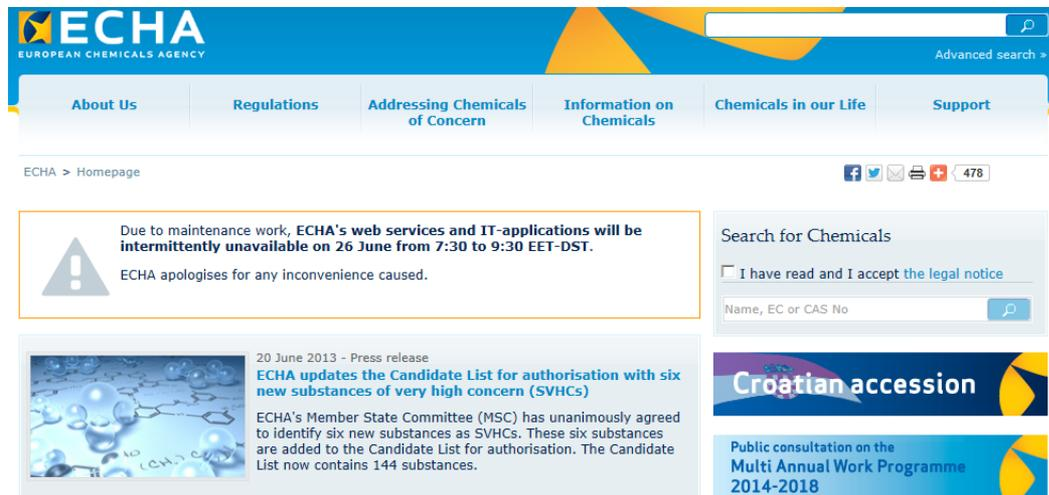 ECHA
EUROPEAN CHEMICALS AGENCY
Advanced search »
About Us
Regulations
Addressing Chemicals
of Concern
Information on
Chemicals
Chemicals in our Life
Support
ECHA > Homepage
478
Due to maintenance work, ECHA's web services and IT-applications will be
intermittently unavailable on 26 June from 7:30 to 9:30 EET-DST.
ECHA apologises for any inconvenience caused.
Search for Chemicals
I have read and I accept the legal notice
Name, EC or CAS No
20 June 2013 - Press release
ECHA updates the Candidate List for authorisation with six
new substances of very high concern (SVHCs)
ECHA's Member State Committee (MSC) has unanimously agreed
to identify six new substances as SVHCs. These six substances
are added to the Candidate List for authorisation. The Candidate
List now contains 144 substances.
Croatian accession
Public consultation on the
Multi Annual Work Programme
2014-2018